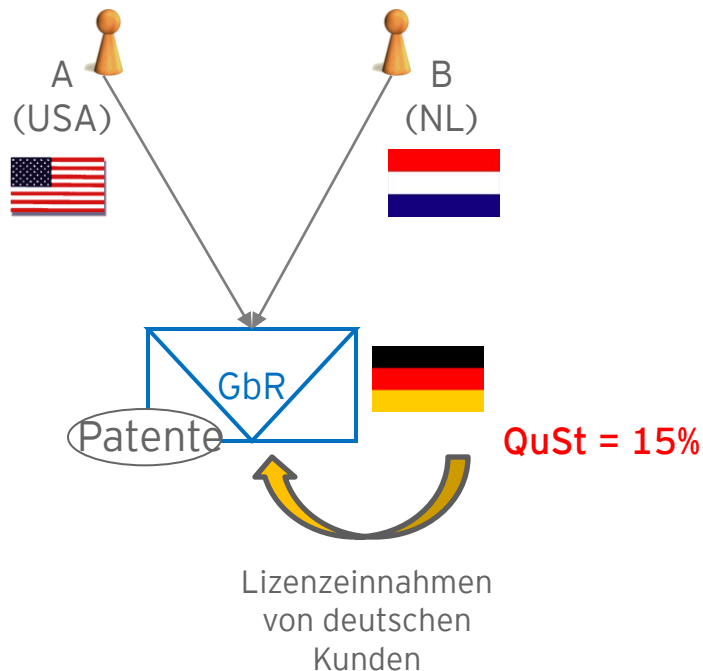 A
(USA)
B
(NL)
GbR
Patente
QuSt = 15%
Lizenzeinnahmen
von deutschen
Kunden